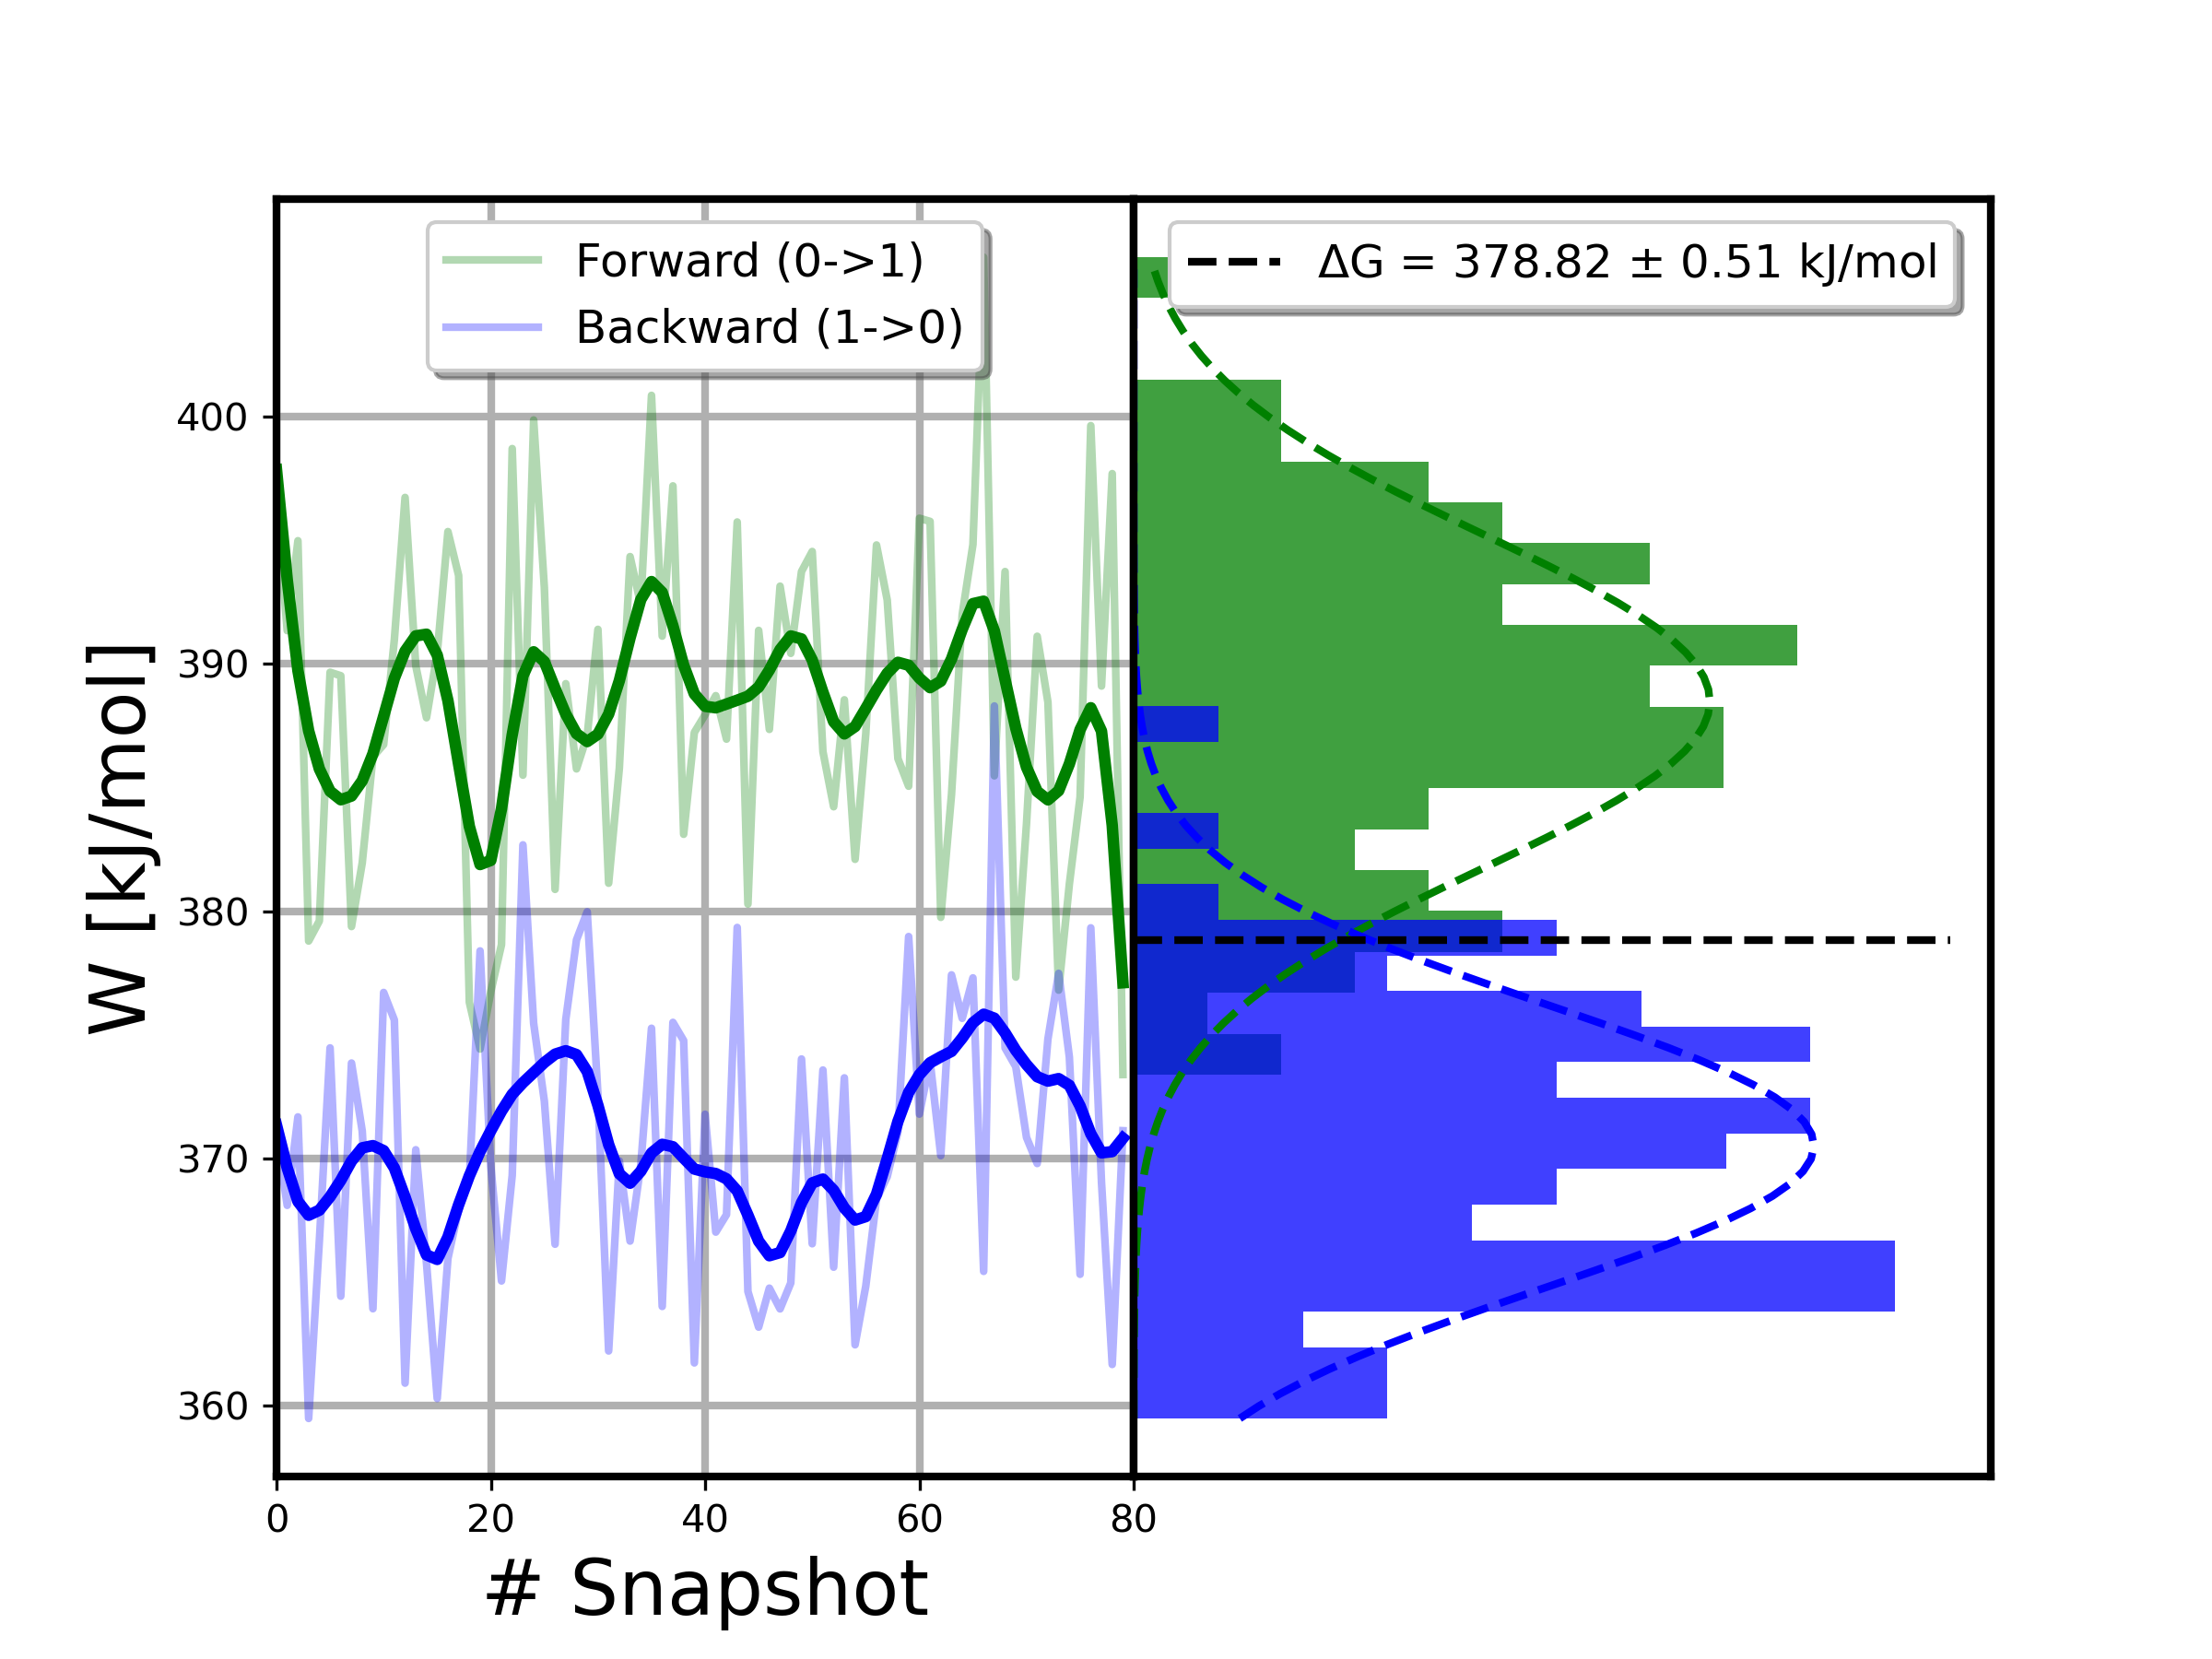 Forward (0->1)
Backward (1->0)
ΔG = 378.82 ± 0.51 kJ/mol
W [kJ/mol]
400
390
380
370
360
0 20 40 60 80
# Snapshot